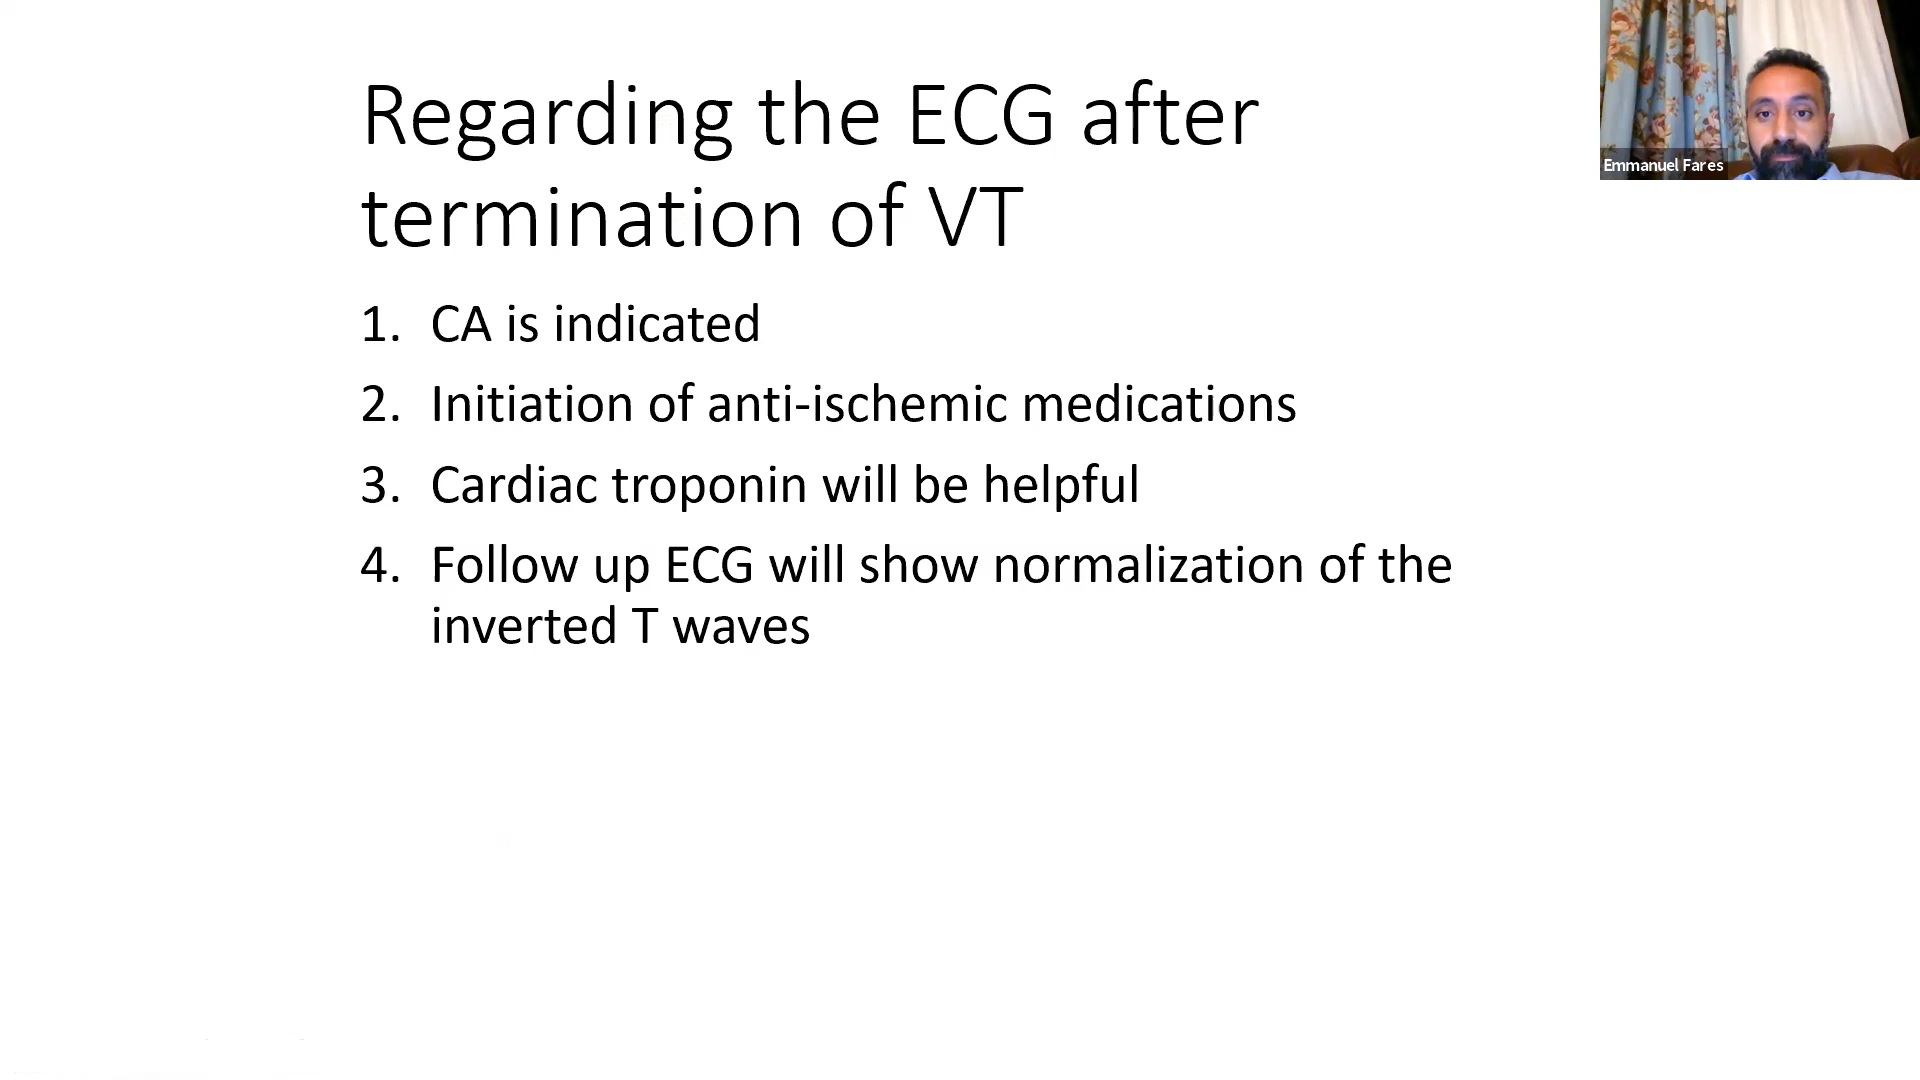 Regarding the ECG after
termination of VT
1. CA is indicated
2. Initiation of anti-ischemic medications
3. Cardiac troponin will be helpful
4. Follow up ECG will show normalization of the
inverted T waves
Emmanuel Fares